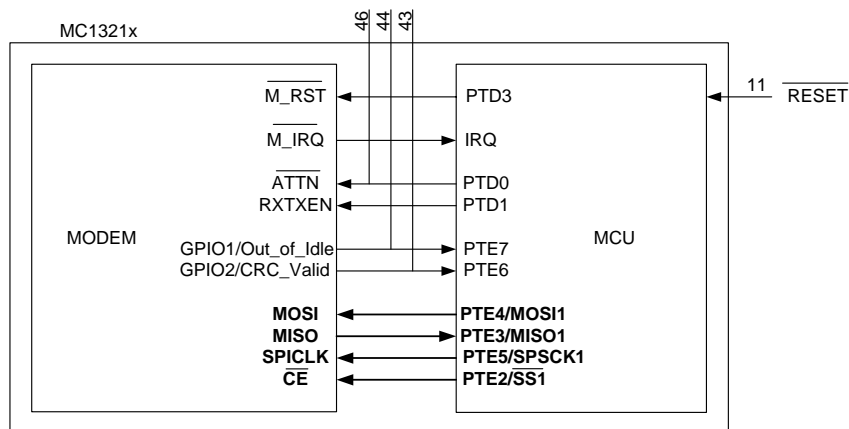 46
44
43
MC1321x
M_RST
PTD3
11
RESET
M_IRQ
IRQ
ATTN
PTD0
RXTXEN
PTD1
MODEM
MCU
GPIO1/Out_of_Idle
PTE7
GPIO2/CRC_Valid
PTE6
MOSI
PTE4/MOSI1
MISO
PTE3/MISO1
SPICLK
PTE5/SPSCK1
CE
PTE2/SS1